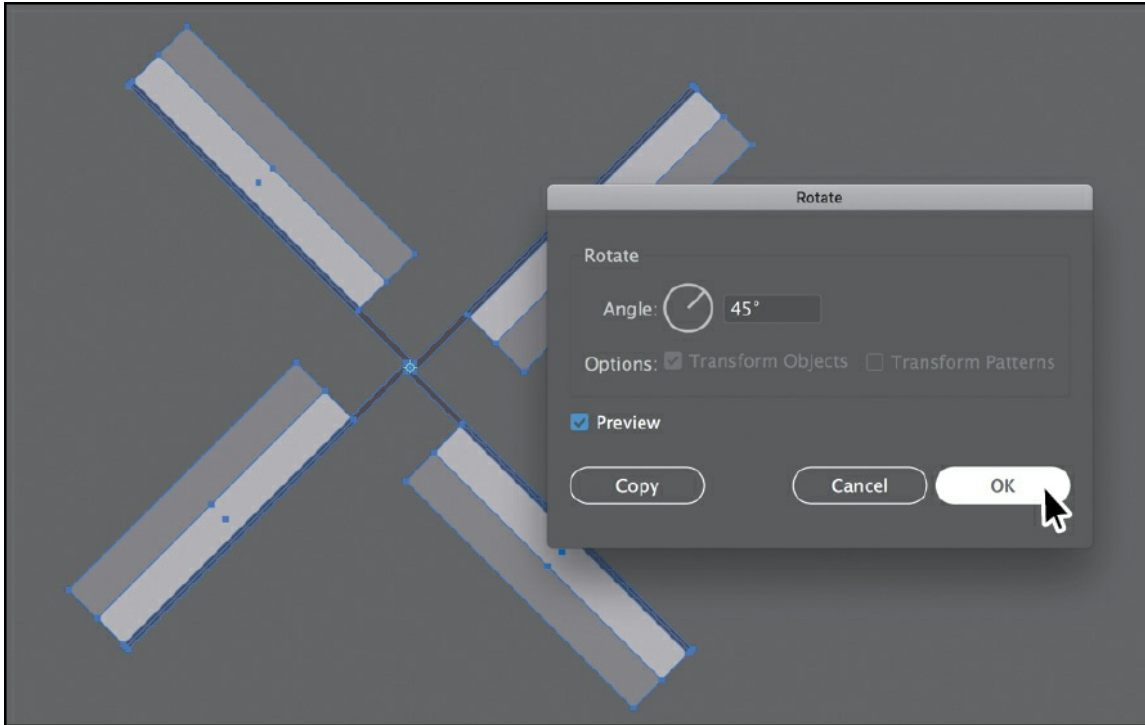 Rotate
Rotate
Angle: 45°
Options: Transform Objects Transform Patterns
Preview
Copy Cancel OK